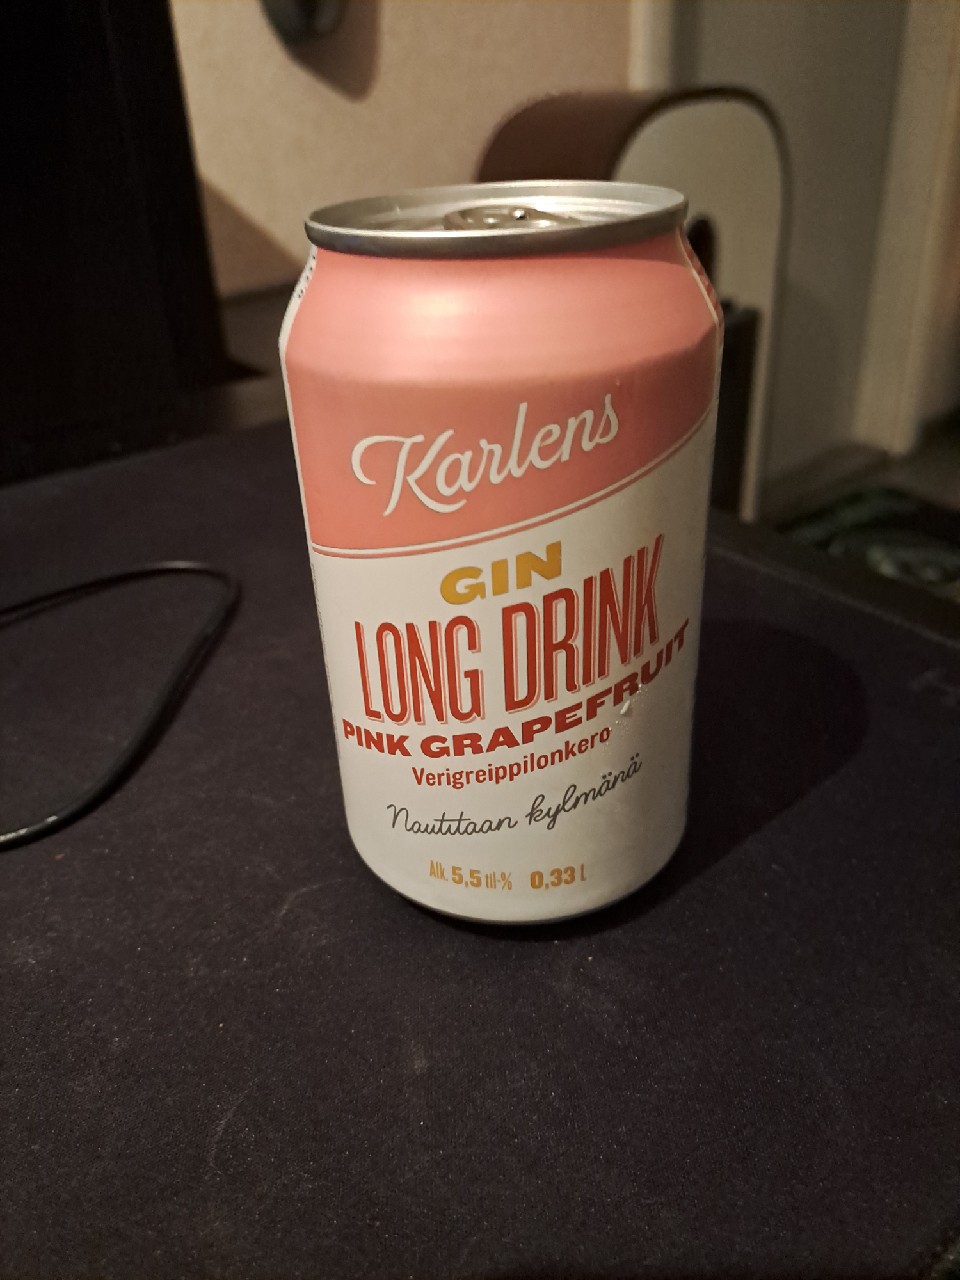 Karlens
GIN
LONG DRINK
PINK GRAPEFRUIT
Verigreippilonkero
Nautitaan kylmänä
Alk. 5,5 til-% 0,33 L